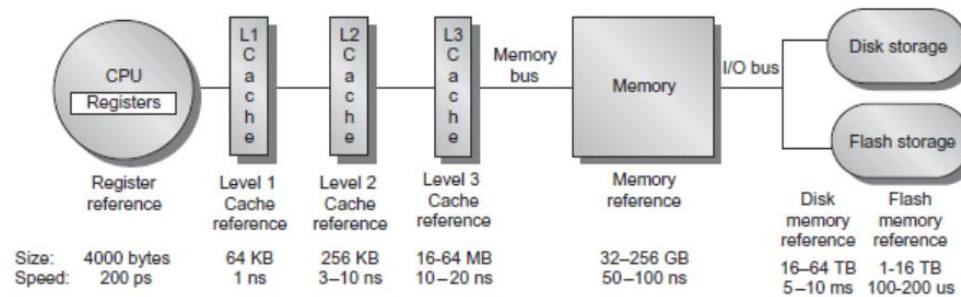 CPU
Registers
L1
Cache
L2
Cache
L3
Cache
Memory
bus
Memory
I/O bus
Disk storage
Flash storage
Register
reference
Level 1
Cache
reference
Level 2
Cache
reference
Level 3
Cache
reference
Memory
reference
Disk
memory
reference
Flash
memory
reference
Size: 4000 bytes 64 KB 256 KB 16-64 MB 32–256 GB 16–64 TB 1-16 TB
Speed: 200 ps 1 ns 3–10 ns 10–20 ns 50–100 ns 5–10 ms 100-200 us